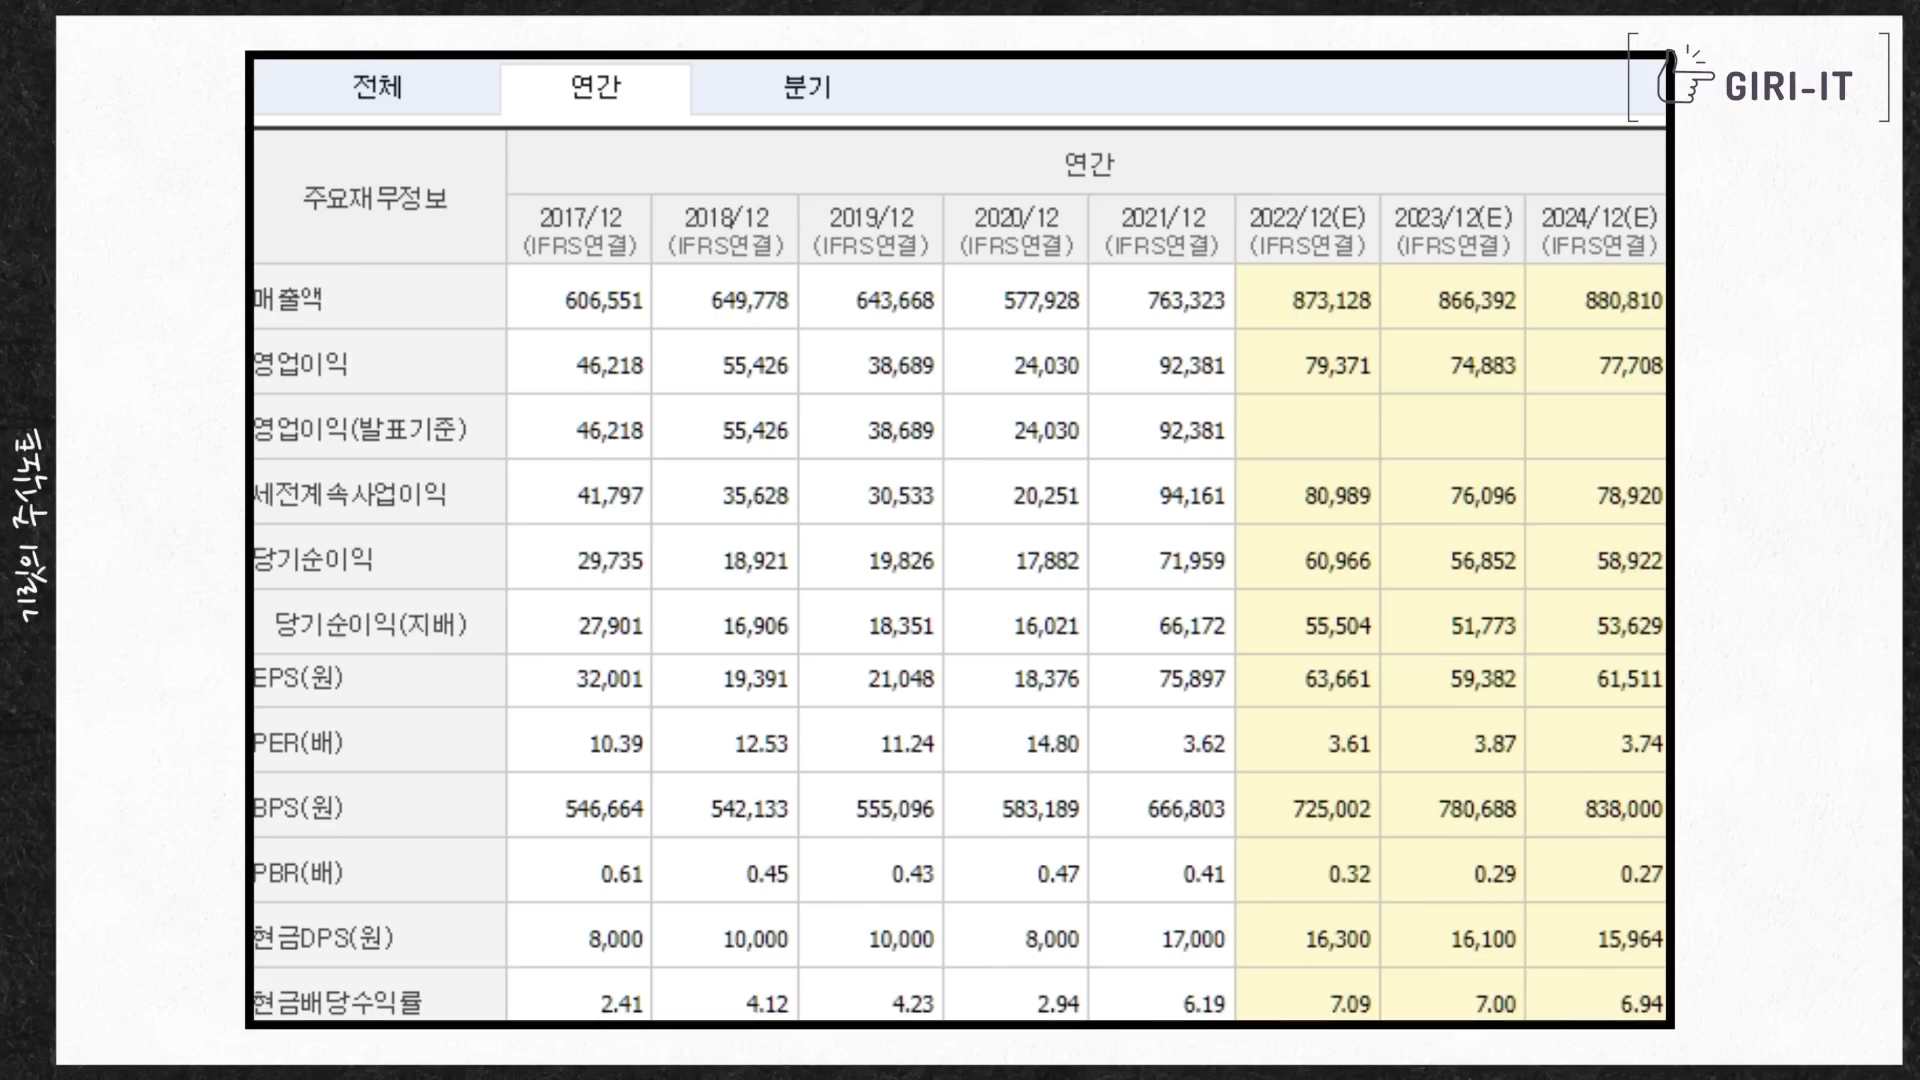 GIRI-IT
전체 연간 분기
주요재무정보 연간
2017/12 2018/12 2019/12 2020/12 2021/12 2022/12(E) 2023/12(E) 2024/12(E)
(IFRS연결) (IFRS연결) (IFRS연결) (IFRS연결) (IFRS연결) (IFRS연결) (IFRS연결) (IFRS연결)
매출액 606,551 649,778 643,668 577,928 763,323 873,128 866,392 880,810
영업이익 46,218 55,426 38,689 24,030 92,381 79,371 74,883 77,708
영업이익(발표기준) 46,218 55,426 38,689 24,030 92,381
세전계속사업이익 41,797 35,628 30,533 20,251 94,161 80,989 76,096 78,920
당기순이익 29,735 18,921 19,826 17,882 71,959 60,966 56,852 58,922
당기순이익(지배) 27,901 16,906 18,351 16,021 66,172 55,504 51,773 53,629
EPS(원) 32,001 19,391 21,048 18,376 75,897 63,661 59,382 61,511
PER(배) 10.39 12.53 11.24 14.80 3.62 3.61 3.87 3.74
BPS(원) 546,664 542,133 555,096 583,189 666,803 725,002 780,688 838,000
PBR(배) 0.61 0.45 0.43 0.47 0.41 0.32 0.29 0.27
현금DPS(원) 8,000 10,000 10,000 8,000 17,000 16,300 16,100 15,964
현금배당수익률 2.41 4.12 4.23 2.94 6.19 7.09 7.00 6.94
기릿의 주식노트